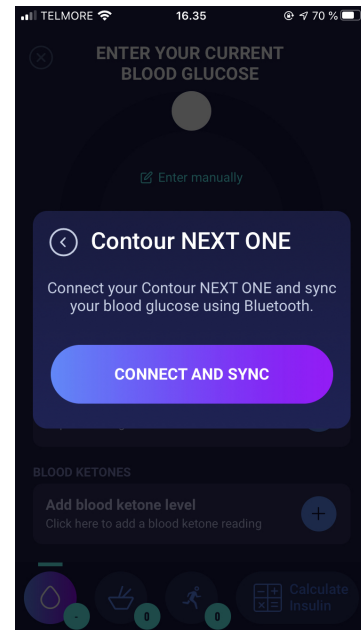 TELMORE 16.35 70 %
ENTER YOUR CURRENT
BLOOD GLUCOSE
Enter manually
Contour NEXT ONE
Connect your Contour NEXT ONE and sync
your blood glucose using Bluetooth.
CONNECT AND SYNC
BLOOD KETONES
Add blood ketone level
Click here to add a blood ketone reading
- 0 0
Calculate
Insulin